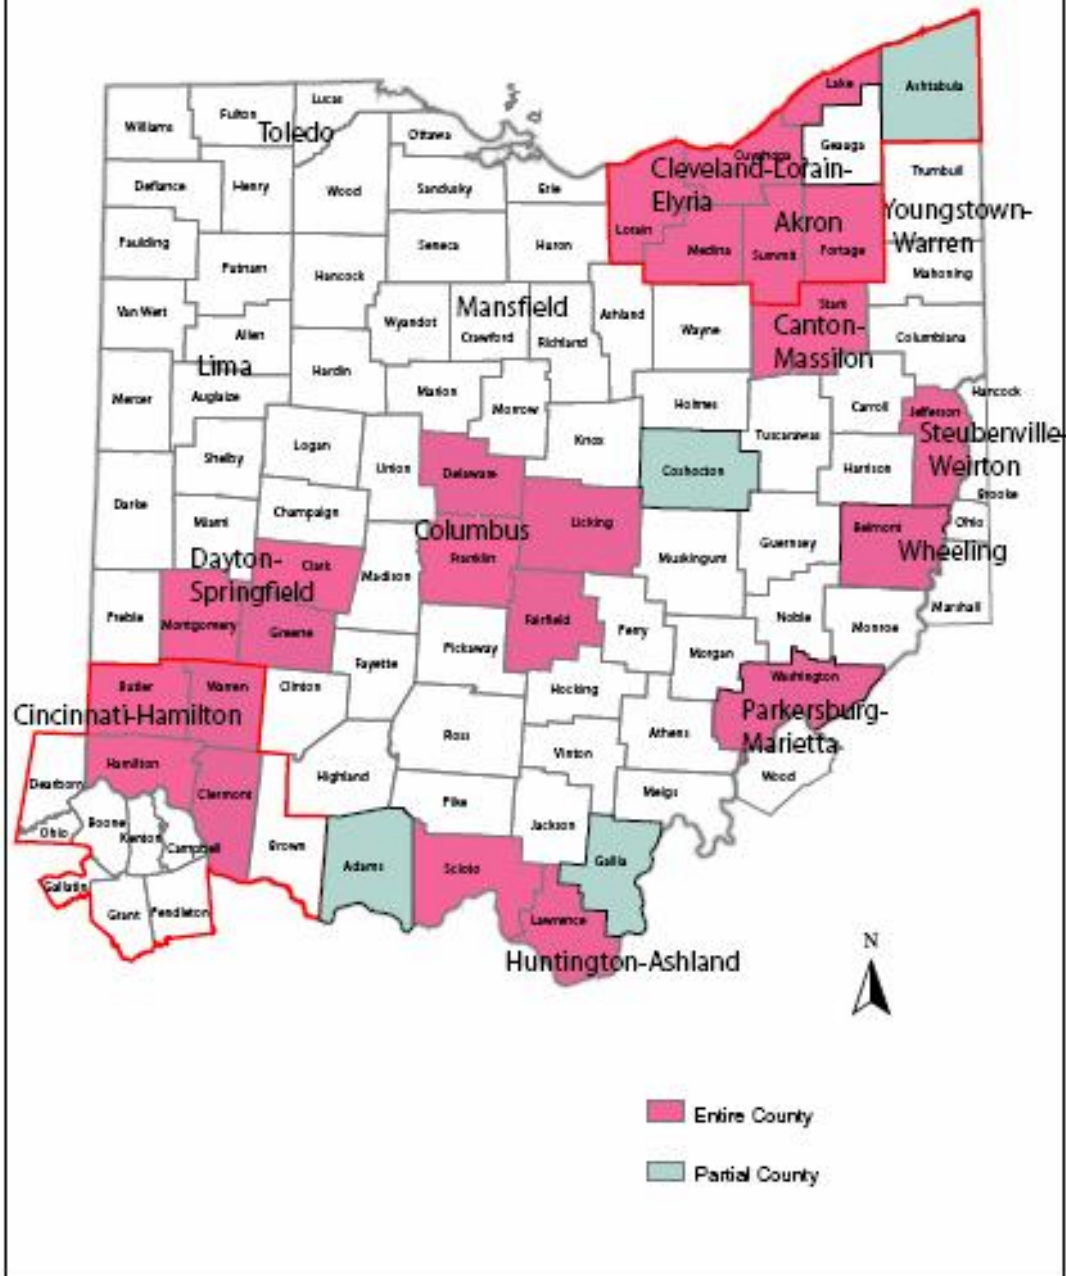 Lake
Ashtabula
Lucas
Fulton
Williams
Toledo
Ottawa
Geauga
Cuyahoga
Cleveland-Lorain-
Elyria
Trumbull
Defiance
Henry
Wood
Sandusky
Erie
Youngstown-
Warren
Akron
Lorain
Faulding
Seneca
Huron
Medina
Summit
Portage
Putnam
Hancock
Mahoning
Van Wert
Mansfield
Stark
Ashland
Wayne
Wyandot
Crawford
Richland
Canton-
Massilon
Columbiana
Allen
Lima
Hardin
Mercer
Auglaize
Marion
Morrow
Holmes
Carroll
Hancock
Jefferson
Steubenville-
Weirton
Knox
Tuscarawas
Logan
Shelby
Union
Delaware
Coshocton
Harrison
Brooke
Darke
Champaign
Miami
Licking
Columbus
Belmont
Ohio
Guernsey
Wheeling
Dayton-
Springfield
Clark
Franklin
Muskingum
Madison
Marshall
Preble
Montgomery
Greene
Fairfield
Perry
Noble
Monroe
Pickaway
Morgan
Fayette
Washington
Butler
Warren
Clinton
Hocking
Cincinnati-Hamilton
Parkersburg-
Marietta
Ross
Athens
Vinton
Hamilton
Dearborn
Highland
Wood
Clermont
Meigs
Pike
Boone
Jackson
Ohio
Kenton
Campbell
Brown
Adams
Scioto
Gallia
Gallatin
Grant
Pendleton
Lawrence
Huntington-Ashland
N
Entire County
Partial County